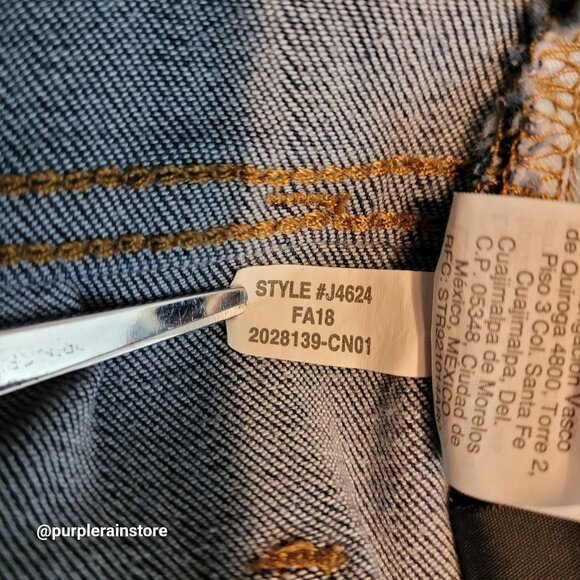 STYLE #J4624
FA18
2028139-CN01
de Quiroga 4800, Torre 2,
Piso 3 Col. Santa Fe
Cuajimalpa Del.
Cuajimalpa de Morelos
C.P. 05348, Ciudad de
México, MEXICO
@purplerainstore